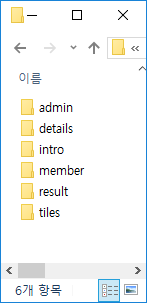 «
이름
admin
details
intro
member
result
tiles
6개 항목